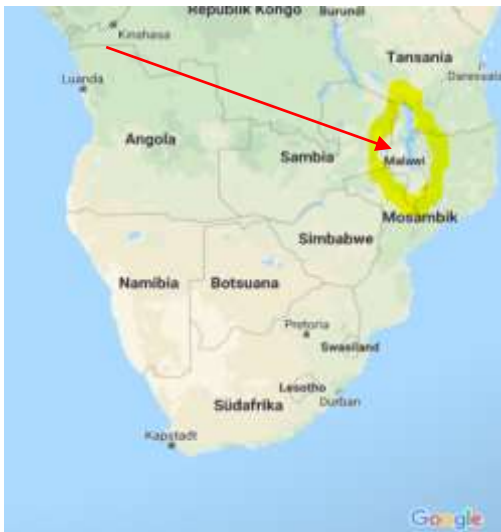 Republik Kongo
Burundi
Kinshasa
Tansania
Daressala
Luanda
Angola
Sambia
Malawi
Mosambik
Simbabwe
Namibia
Botsuana
Pretoria
Swasiland
Lesotho
Südafrika
Durban
Kapstadt
Google